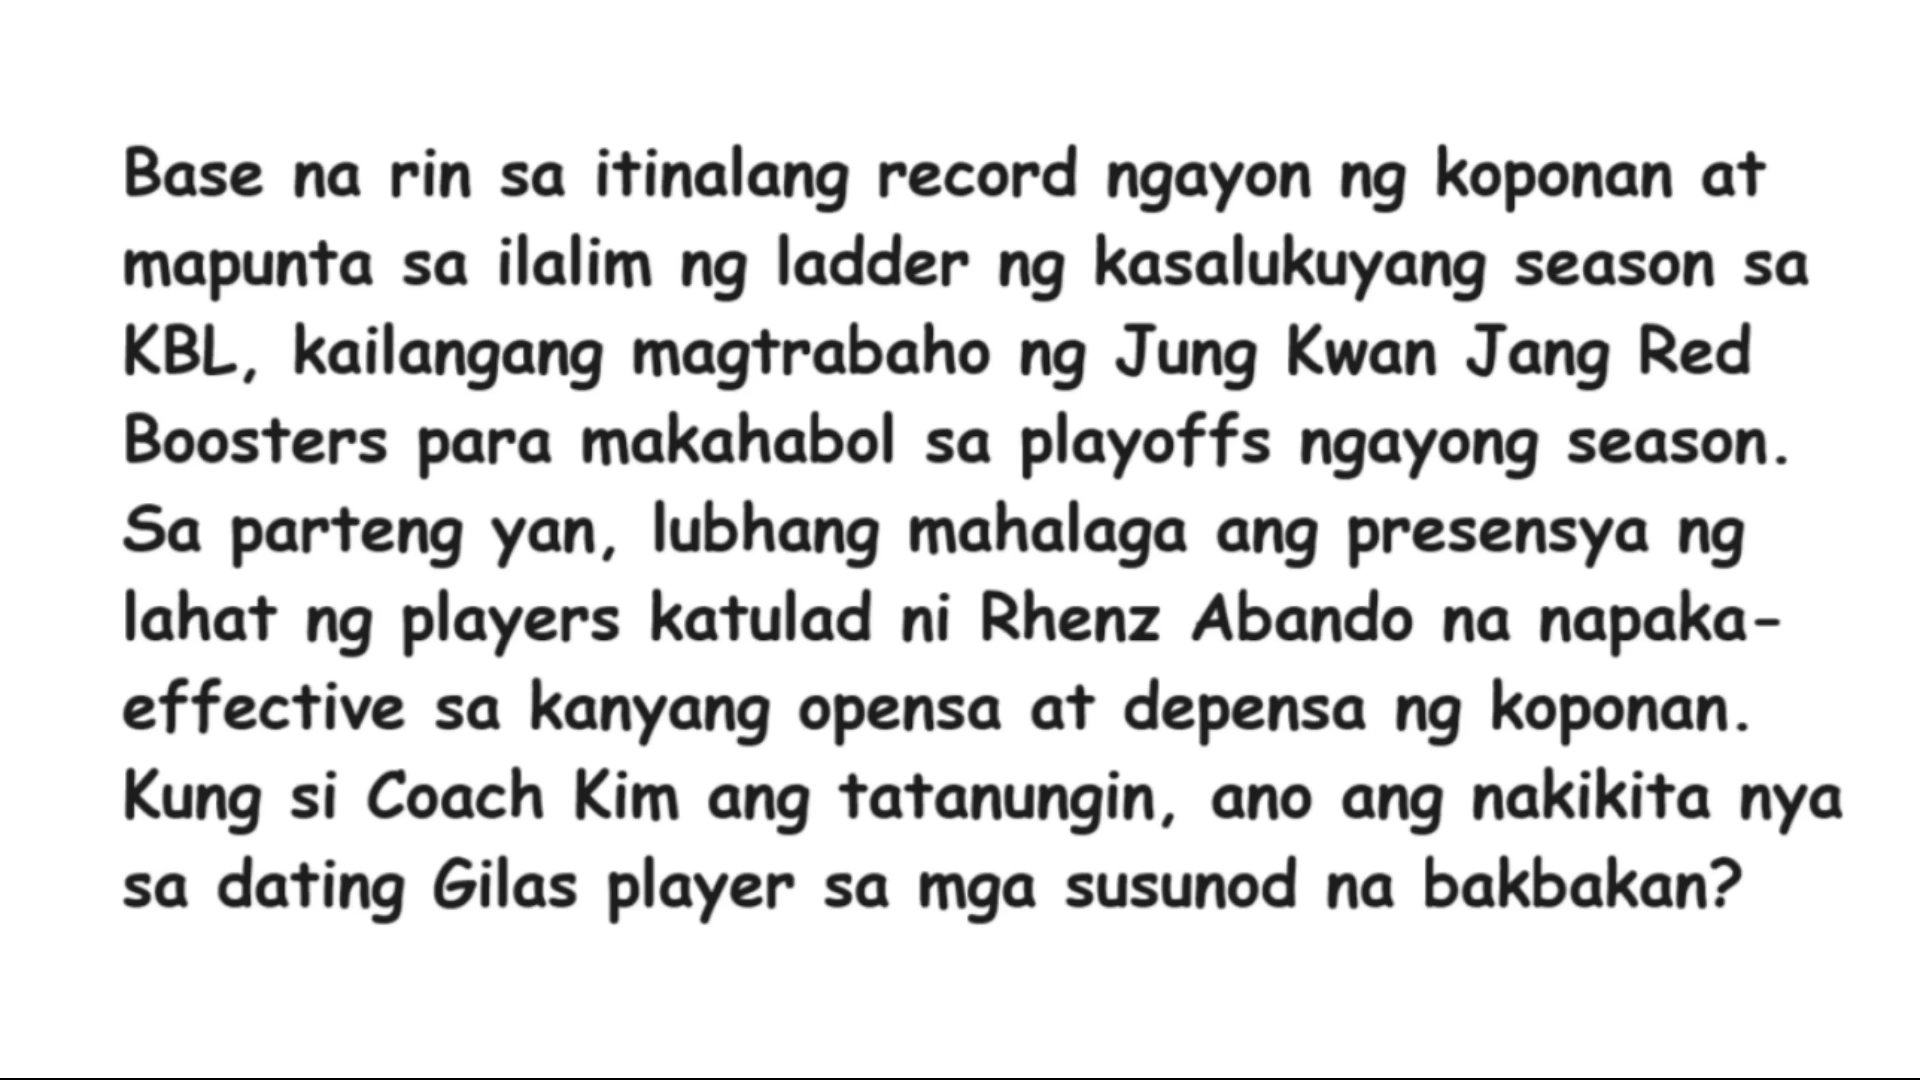 Base na rin sa itinalang record ngayon ng koponan at
mapunta sa ilalim ng ladder ng kasalukuyang season sa
KBL, kailangang magtrabaho ng Jung Kwan Jang Red
Boosters para makahabol sa playoffs ngayong season.
Sa parteng yan, lubhang mahalaga ang presensya ng
lahat ng players katulad ni Rhenz Abando na napaka-
effective sa kanyang opensa at depensa ng koponan.
Kung si Coach Kim ang tatanungin, ano ang nakikita nya
sa dating Gilas player sa mga susunod na bakbakan?